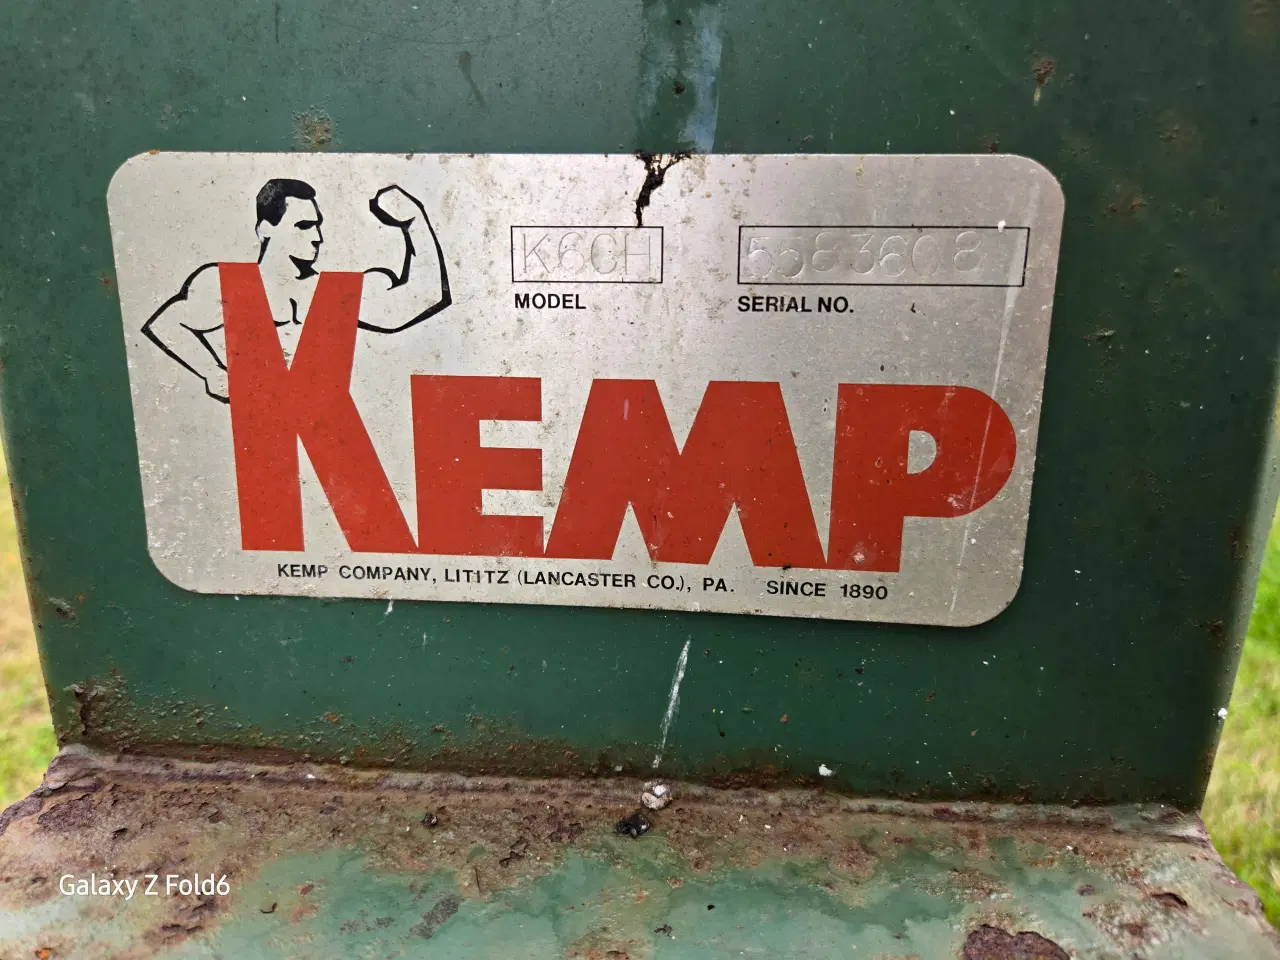 K6CH 5583608
MODEL SERIAL NO.
KEMP
KEMP COMPANY, LITITZ (LANCASTER CO.), PA. SINCE 1890
Galaxy Z Fold6